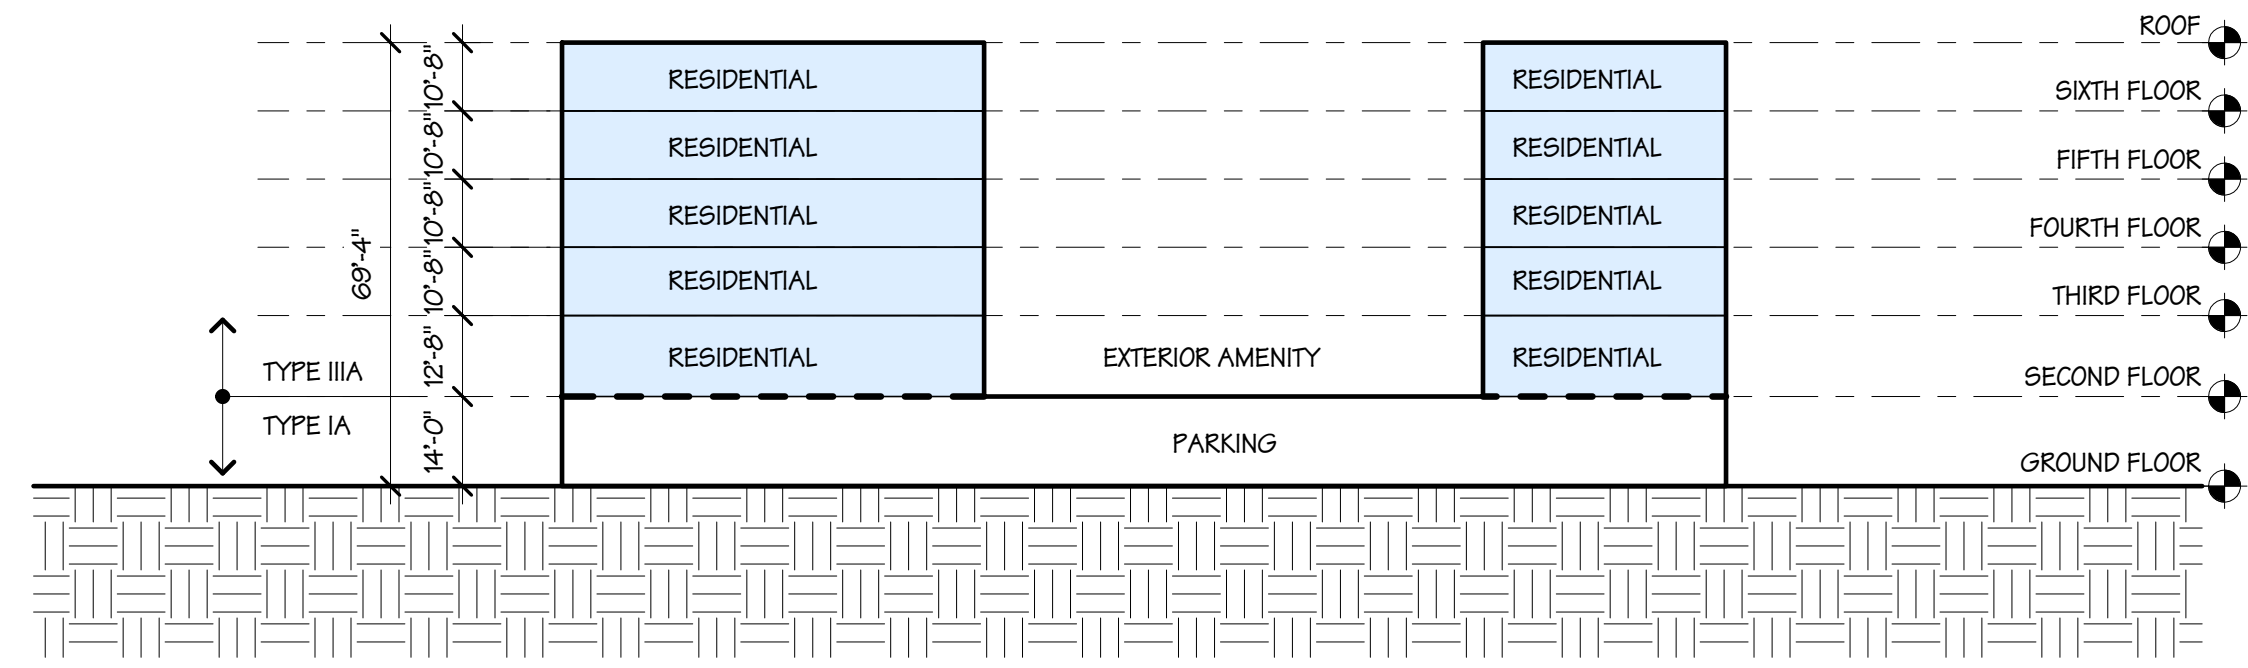 ROOF
10'-8"
RESIDENTIAL
RESIDENTIAL
SIXTH FLOOR
10'-8"
RESIDENTIAL
RESIDENTIAL
FIFTH FLOOR
10'-8"
RESIDENTIAL
RESIDENTIAL
FOURTH FLOOR
69'-4"
10'-8"
RESIDENTIAL
RESIDENTIAL
THIRD FLOOR
TYPE IIIA
12'-8"
RESIDENTIAL
EXTERIOR AMENITY
RESIDENTIAL
SECOND FLOOR
TYPE IA
14'-0"
PARKING
GROUND FLOOR